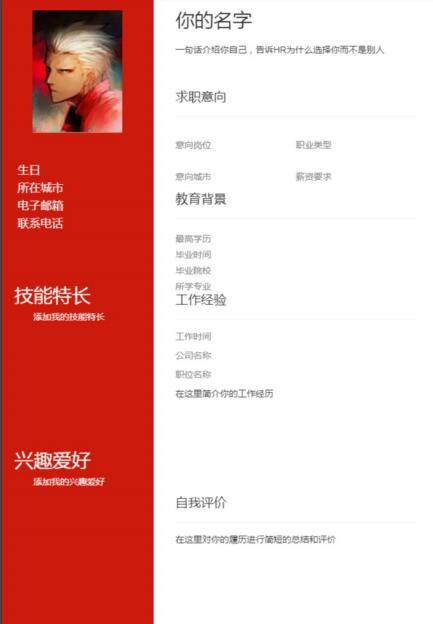 你的名字
一句话介绍你自己，告诉HR为什么选择你而不是别人
生日
所在城市
电子邮箱
联系电话
技能特长
添加我的技能特长
兴趣爱好
添加我的兴趣爱好
求职意向
意向岗位 职业类型
意向城市 薪资要求
教育背景
最高学历
毕业时间
毕业院校
所学专业
工作经验
工作时间
公司名称
职位名称
在这里简介你的工作经历
自我评价
在这里对你的履历进行简短的总结和评价